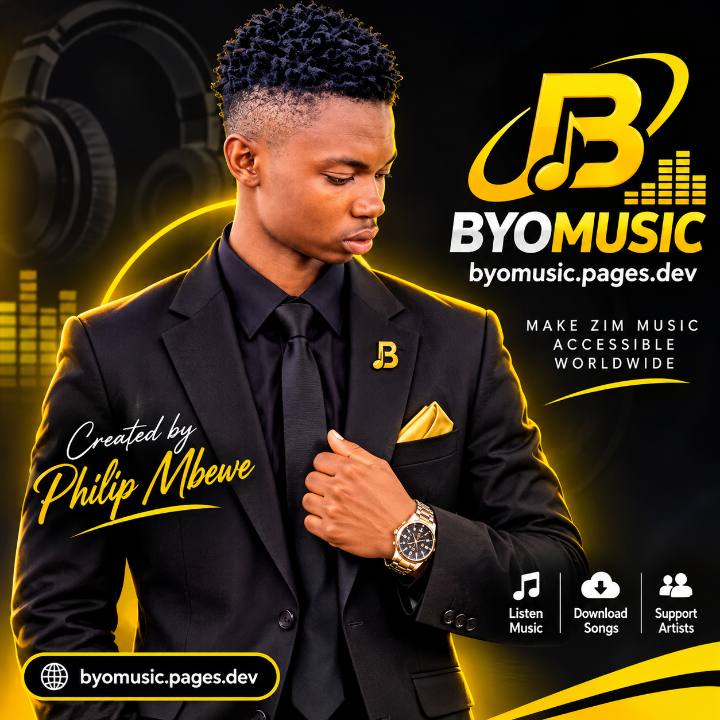 BYOMUSIC
byomusic.pages.dev
MAKE ZIM MUSIC
ACCESSIBLE
WORLDWIDE
Created by
Philip Mbewe
Listen
Music
Download
Songs
Support
Artists
byomusic.pages.dev